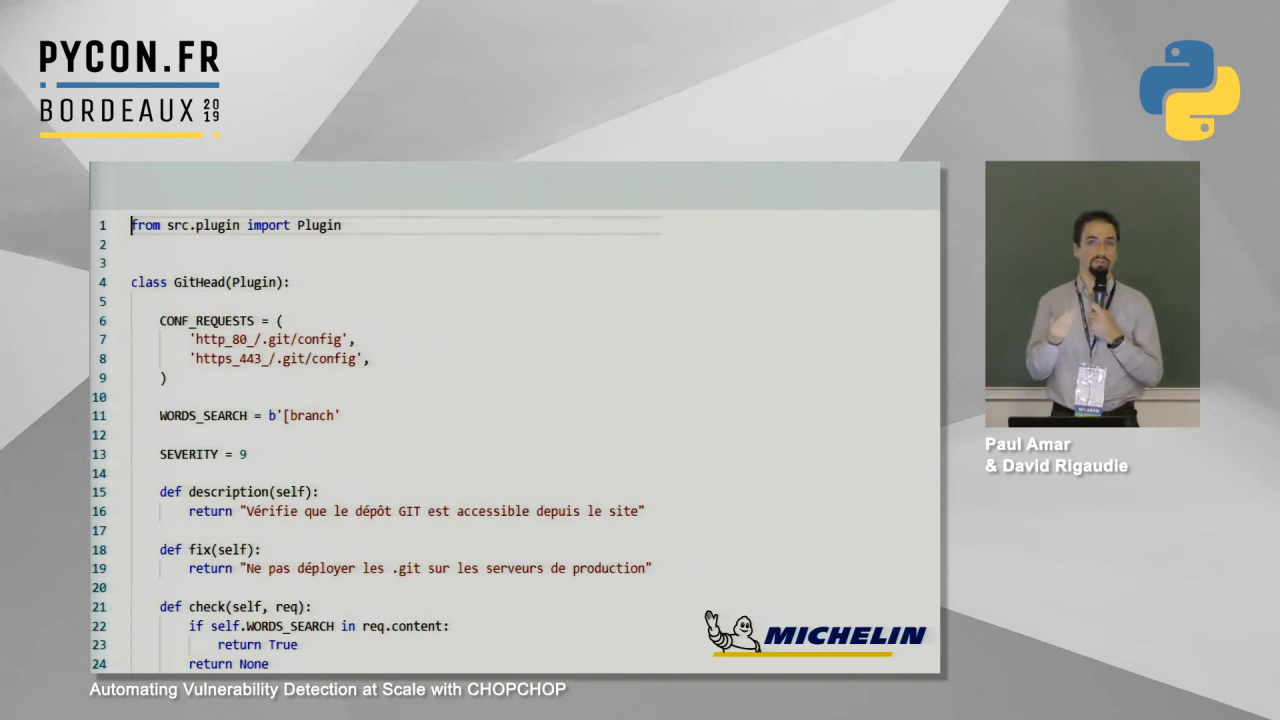 PYCON.FR
BORDEAUX 2019
1 from src.plugin import Plugin
2
3
4 class GitHead(Plugin):
5
6 CONF_REQUESTS = (
7 'http_80_/.git/config',
8 'https_443_/.git/config',
9 )
10
11 WORDS_SEARCH = b'[branch'
12
13 SEVERITY = 9
14
15 def description(self):
16 return "Vérifie que le dépôt GIT est accessible depuis le site"
17
18 def fix(self):
19 return "Ne pas déployer les .git sur les serveurs de production"
20
21 def check(self, req):
22 if self.WORDS_SEARCH in req.content:
23 return True
24 return None
MICHELIN
Paul Amar
& David Rigaudie
Automating Vulnerability Detection at Scale with CHOPCHOP